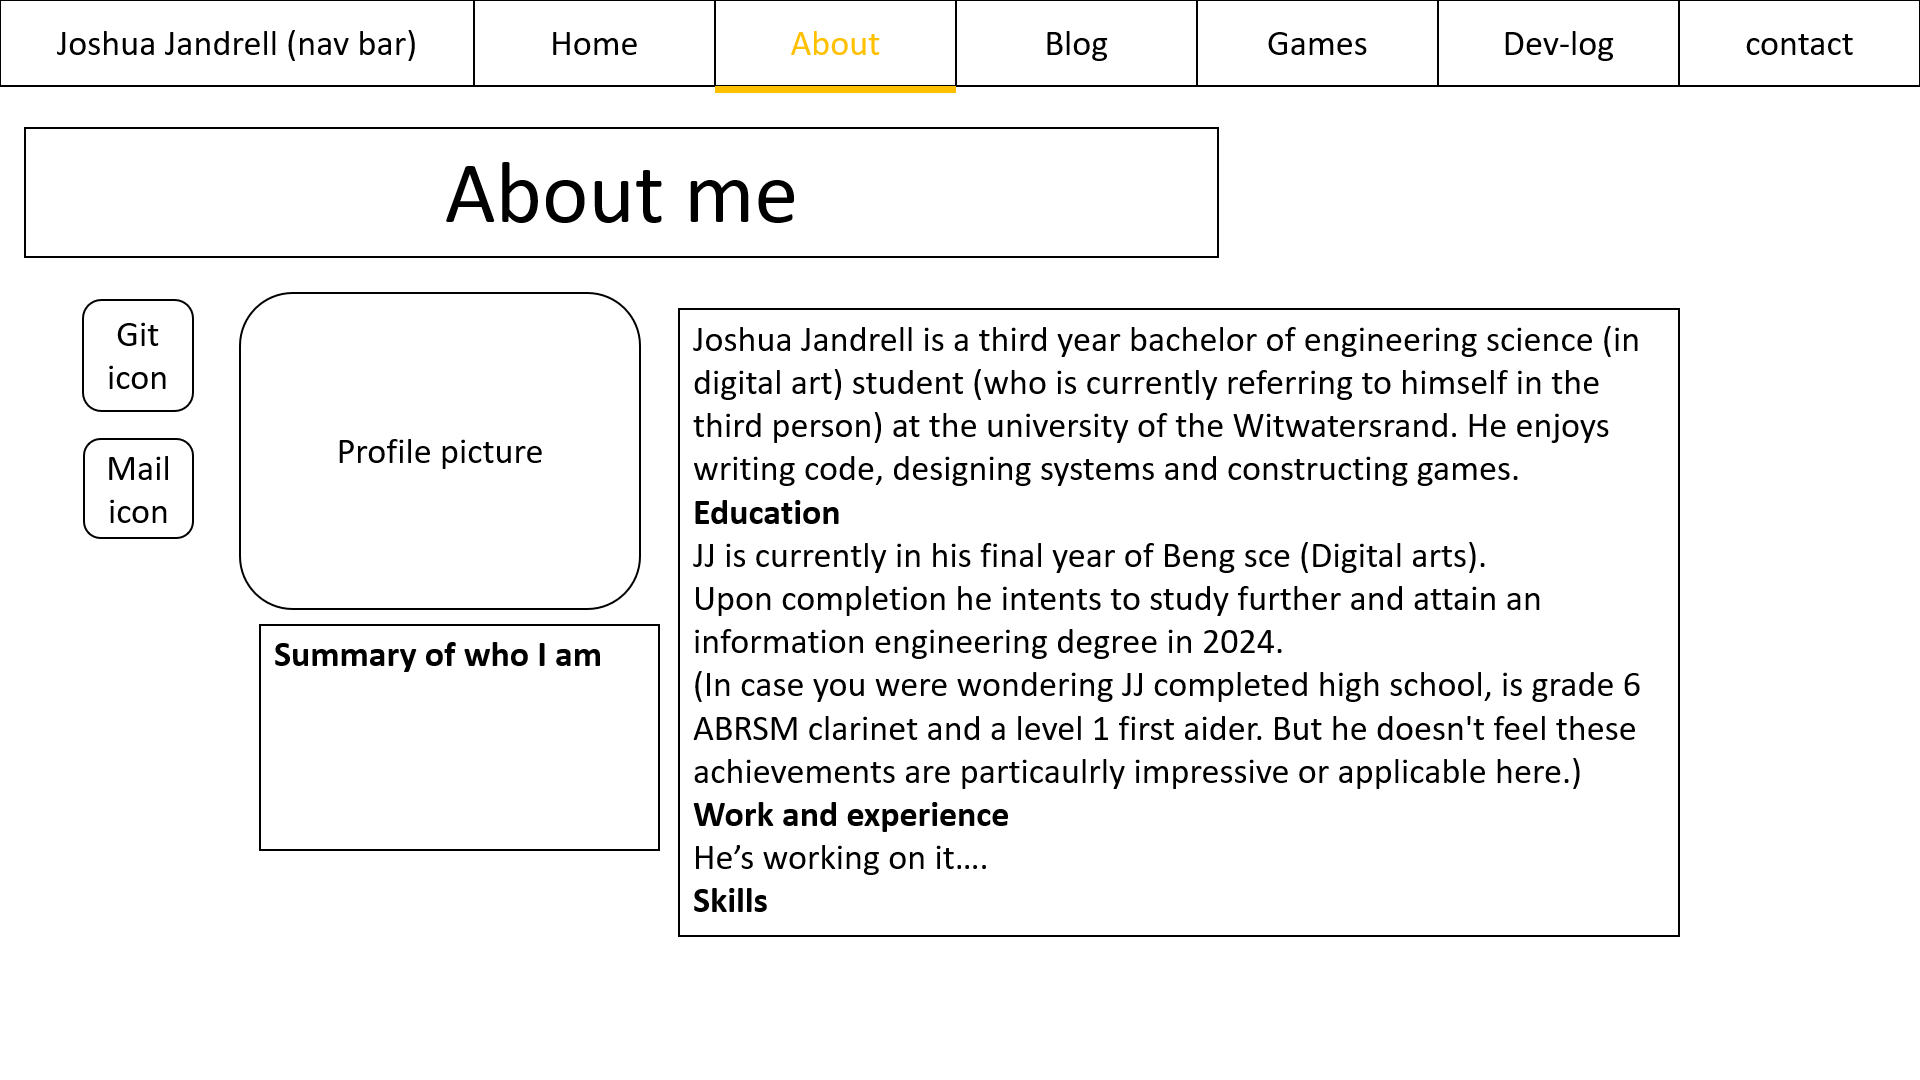 Joshua Jandrell (nav bar)
Home
About
Blog
Games
Dev-log
contact
About me
Git
icon
Mail
icon
Profile picture
Summary of who I am
Joshua Jandrell is a third year bachelor of engineering science (in
digital art) student (who is currently referring to himself in the
third person) at the university of the Witwatersrand. He enjoys
writing code, designing systems and constructing games.
Education
JJ is currently in his final year of Beng sce (Digital arts).
Upon completion he intents to study further and attain an
information engineering degree in 2024.
(In case you were wondering JJ completed high school, is grade 6
ABRSM clarinet and a level 1 first aider. But he doesn't feel these
achievements are particaulrly impressive or applicable here.)
Work and experience
He’s working on it….
Skills